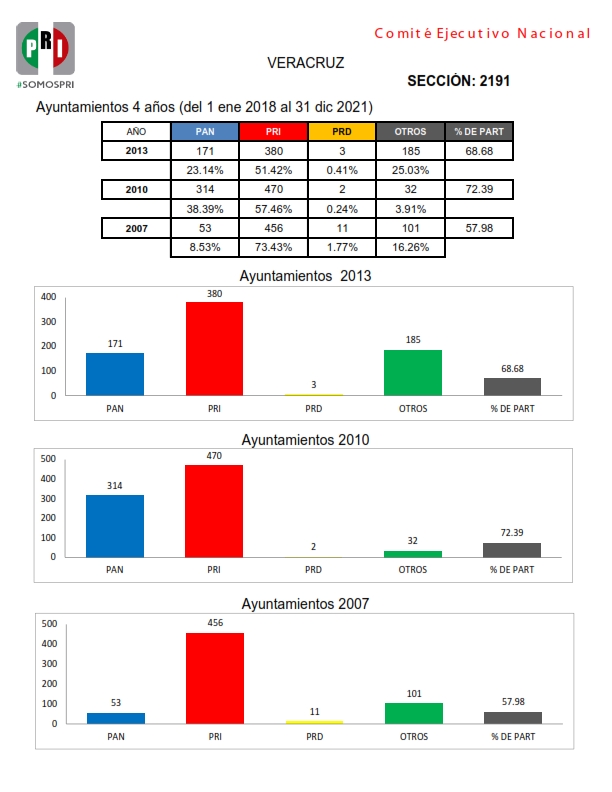 Comité Ejecutivo Nacional
PRI
#SOMOSPRI
VERACRUZ
SECCIÓN: 2191
Ayuntamientos 4 años (del 1 ene 2018 al 31 dic 2021)
AÑO PAN PRI PRD OTROS % DE PART
2013 171 380 3 185 68.68
23.14% 51.42% 0.41% 25.03%
2010 314 470 2 32 72.39
38.39% 57.46% 0.24% 3.91%
2007 53 456 11 101 57.98
8.53% 73.43% 1.77% 16.26%
Ayuntamientos 2013
400
300
200
100
0
171 380 3 185 68.68
PAN PRI PRD OTROS % DE PART
Ayuntamientos 2010
500
400
300
200
100
0
314 470 2 32 72.39
PAN PRI PRD OTROS % DE PART
Ayuntamientos 2007
500
400
300
200
100
0
53 456 11 101 57.98
PAN PRI PRD OTROS % DE PART